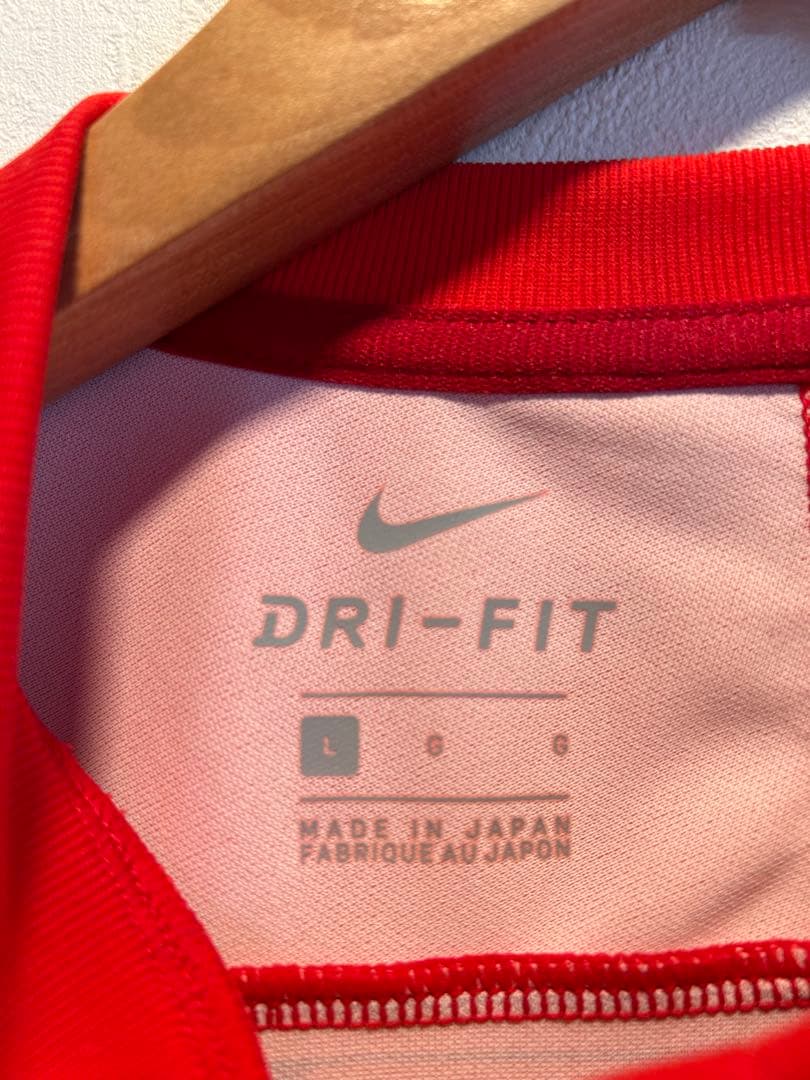 DRI-FIT
L G G
MADE IN JAPAN
FABRIQUE AU JAPON